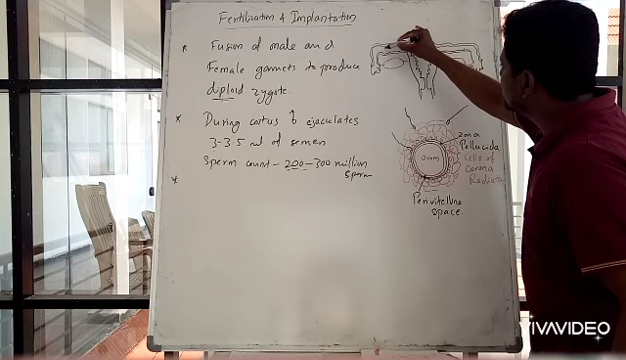 Fertilization & Implantation
* Fusion of male and
Female gamets to produce
diploid zygote.
* During coitus ♂ ejaculates
3-3.5 ml of semen
Sperm count - 200-300 million
sperm
*
Ovum
Zona
Pellucida
Cells of
corona
Radiata
Perivitelline
space.
VIVAVIDEO